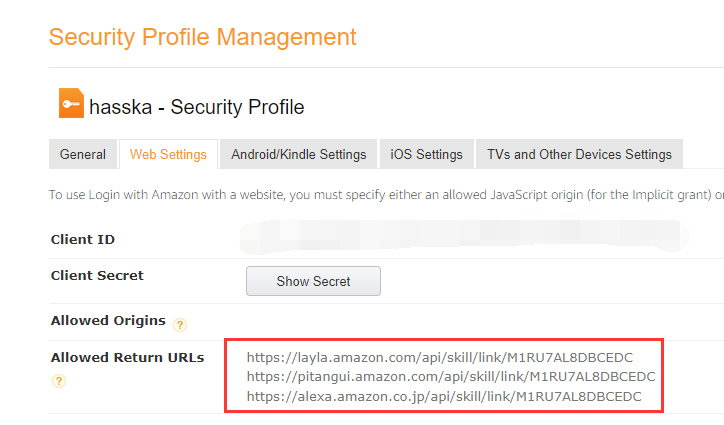 Security Profile Management
hasska - Security Profile
General
Web Settings
Android/Kindle Settings
iOS Settings
TVs and Other Devices Settings
To use Login with Amazon with a website, you must specify either an allowed JavaScript origin (for the Implicit grant) or
Client ID
Client Secret
Show Secret
Allowed Origins ?
Allowed Return URLs
?
https://layla.amazon.com/api/skill/link/M1RU7AL8DBCEDC
https://pitangui.amazon.com/api/skill/link/M1RU7AL8DBCEDC
https://alexa.amazon.co.jp/api/skill/link/M1RU7AL8DBCEDC